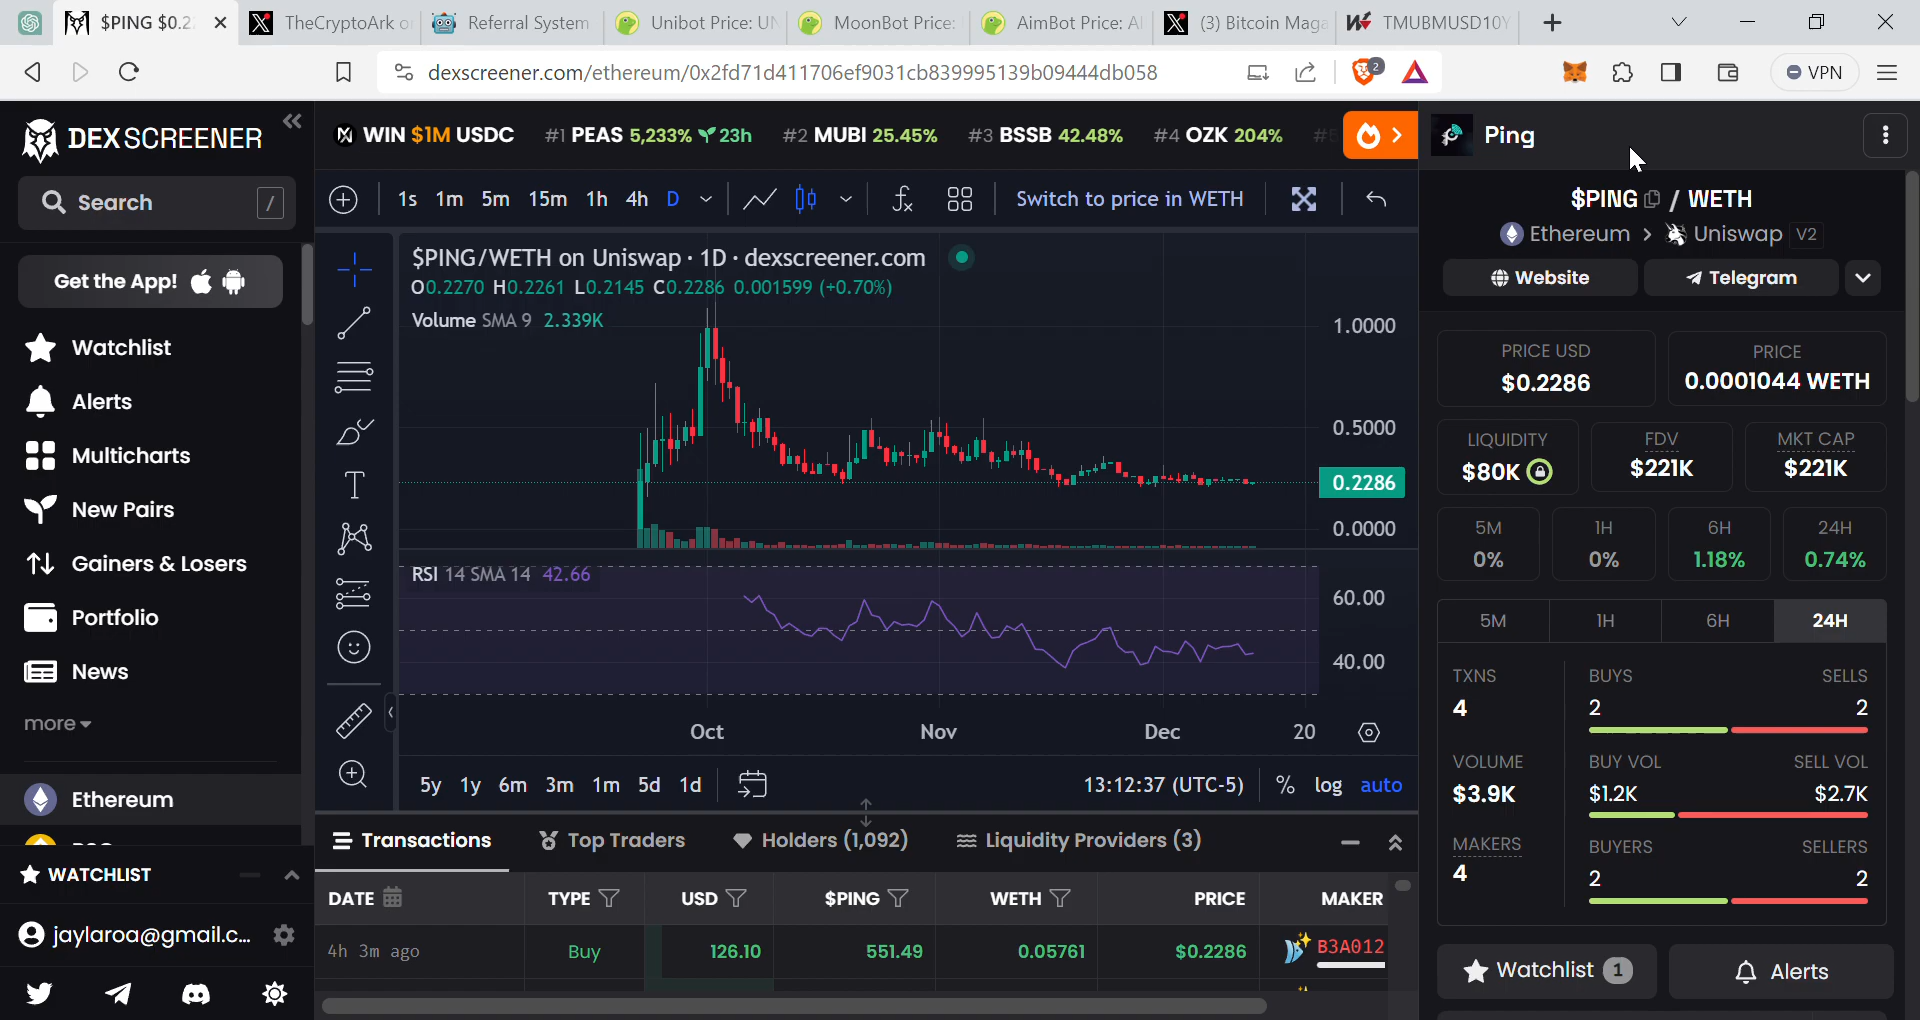 $PING $0.2
TheCryptoArk o
Referral System
Unibot Price: U
MoonBot Price:
AimBot Price: A
(3) Bitcoin Maga
TMUBMUSD10Y
dexscreener.com/ethereum/0x2fd71d411706ef9031cb839995139b09444db058
2
VPN
DEX SCREENER
WIN $1M USDC
#1 PEAS 5,233% 23h
#2 MUBI 25.45%
#3 BSSB 42.48%
#4 OZK 204%
Ping
Search /
1s 1m 5m 15m 1h 4h D
Switch to price in WETH
$PING / WETH
Ethereum > Uniswap V2
Get the App!
Website
Telegram
Watchlist
Alerts
Multicharts
New Pairs
Gainers & Losers
Portfolio
News
more
Ethereum
WATCHLIST
jaylaroa@gmail.c...
$PING/WETH on Uniswap · 1D · dexscreener.com
O0.2270 H0.2261 L0.2145 C0.2286 0.001599 (+0.70%)
Volume SMA 9 2.339K
1.0000
0.5000
0.2286
0.0000
RSI 14 SMA 14 42.66
60.00
40.00
Oct Nov Dec 20
5y 1y 6m 3m 1m 5d 1d
13:12:37 (UTC-5) % log auto
Transactions
Top Traders
Holders (1,092)
Liquidity Providers (3)
DATE TYPE USD $PING WETH PRICE MAKER
4h 3m ago Buy 126.10 551.49 0.05761 $0.2286 B3A012
PRICE USD
$0.2286
PRICE
0.0001044 WETH
LIQUIDITY
$80K
FDV
$221K
MKT CAP
$221K
5M
0%
1H
0%
6H
1.18%
24H
0.74%
5M 1H 6H 24H
TXNS
4
BUYS SELLS
2 2
VOLUME
$3.9K
BUY VOL SELL VOL
$1.2K $2.7K
MAKERS
4
BUYERS SELLERS
2 2
Watchlist 1
Alerts